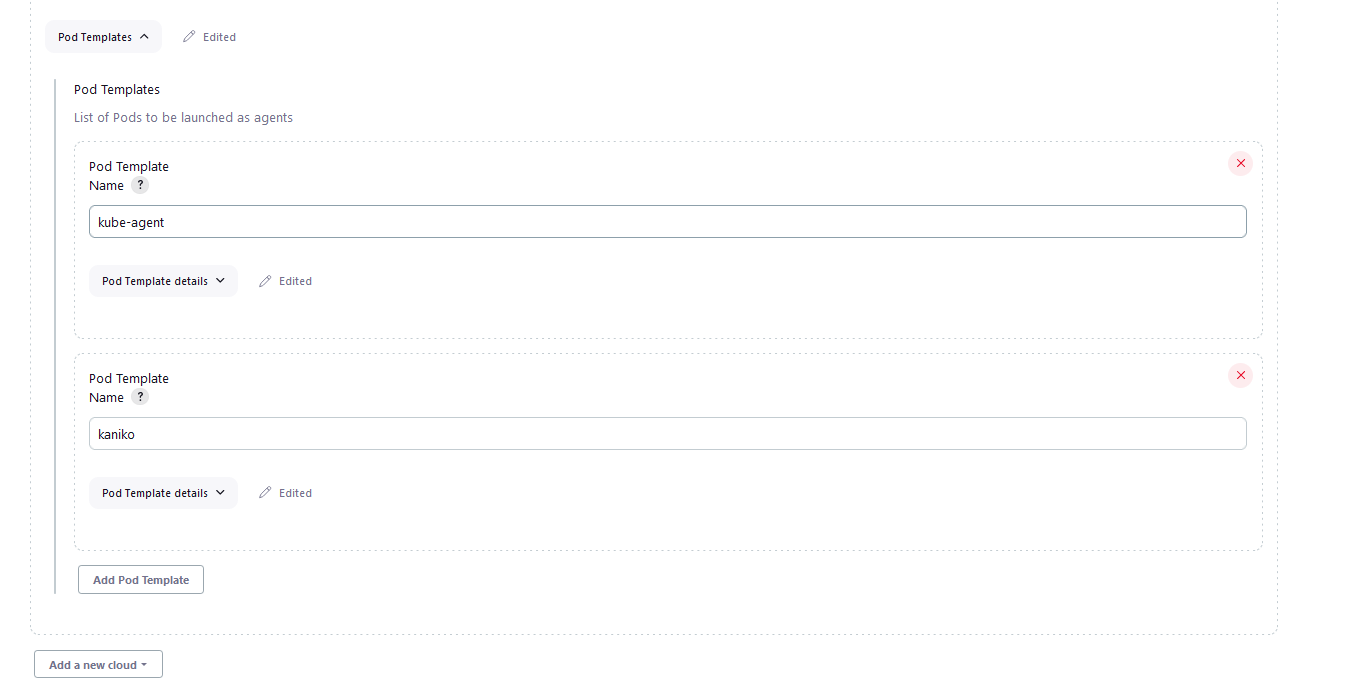 Pod Templates Edited
Pod Templates
List of Pods to be launched as agents
Pod Template
Name ?
kube-agent
Pod Template details Edited
Pod Template
Name ?
kaniko
Pod Template details Edited
Add Pod Template
Add a new cloud